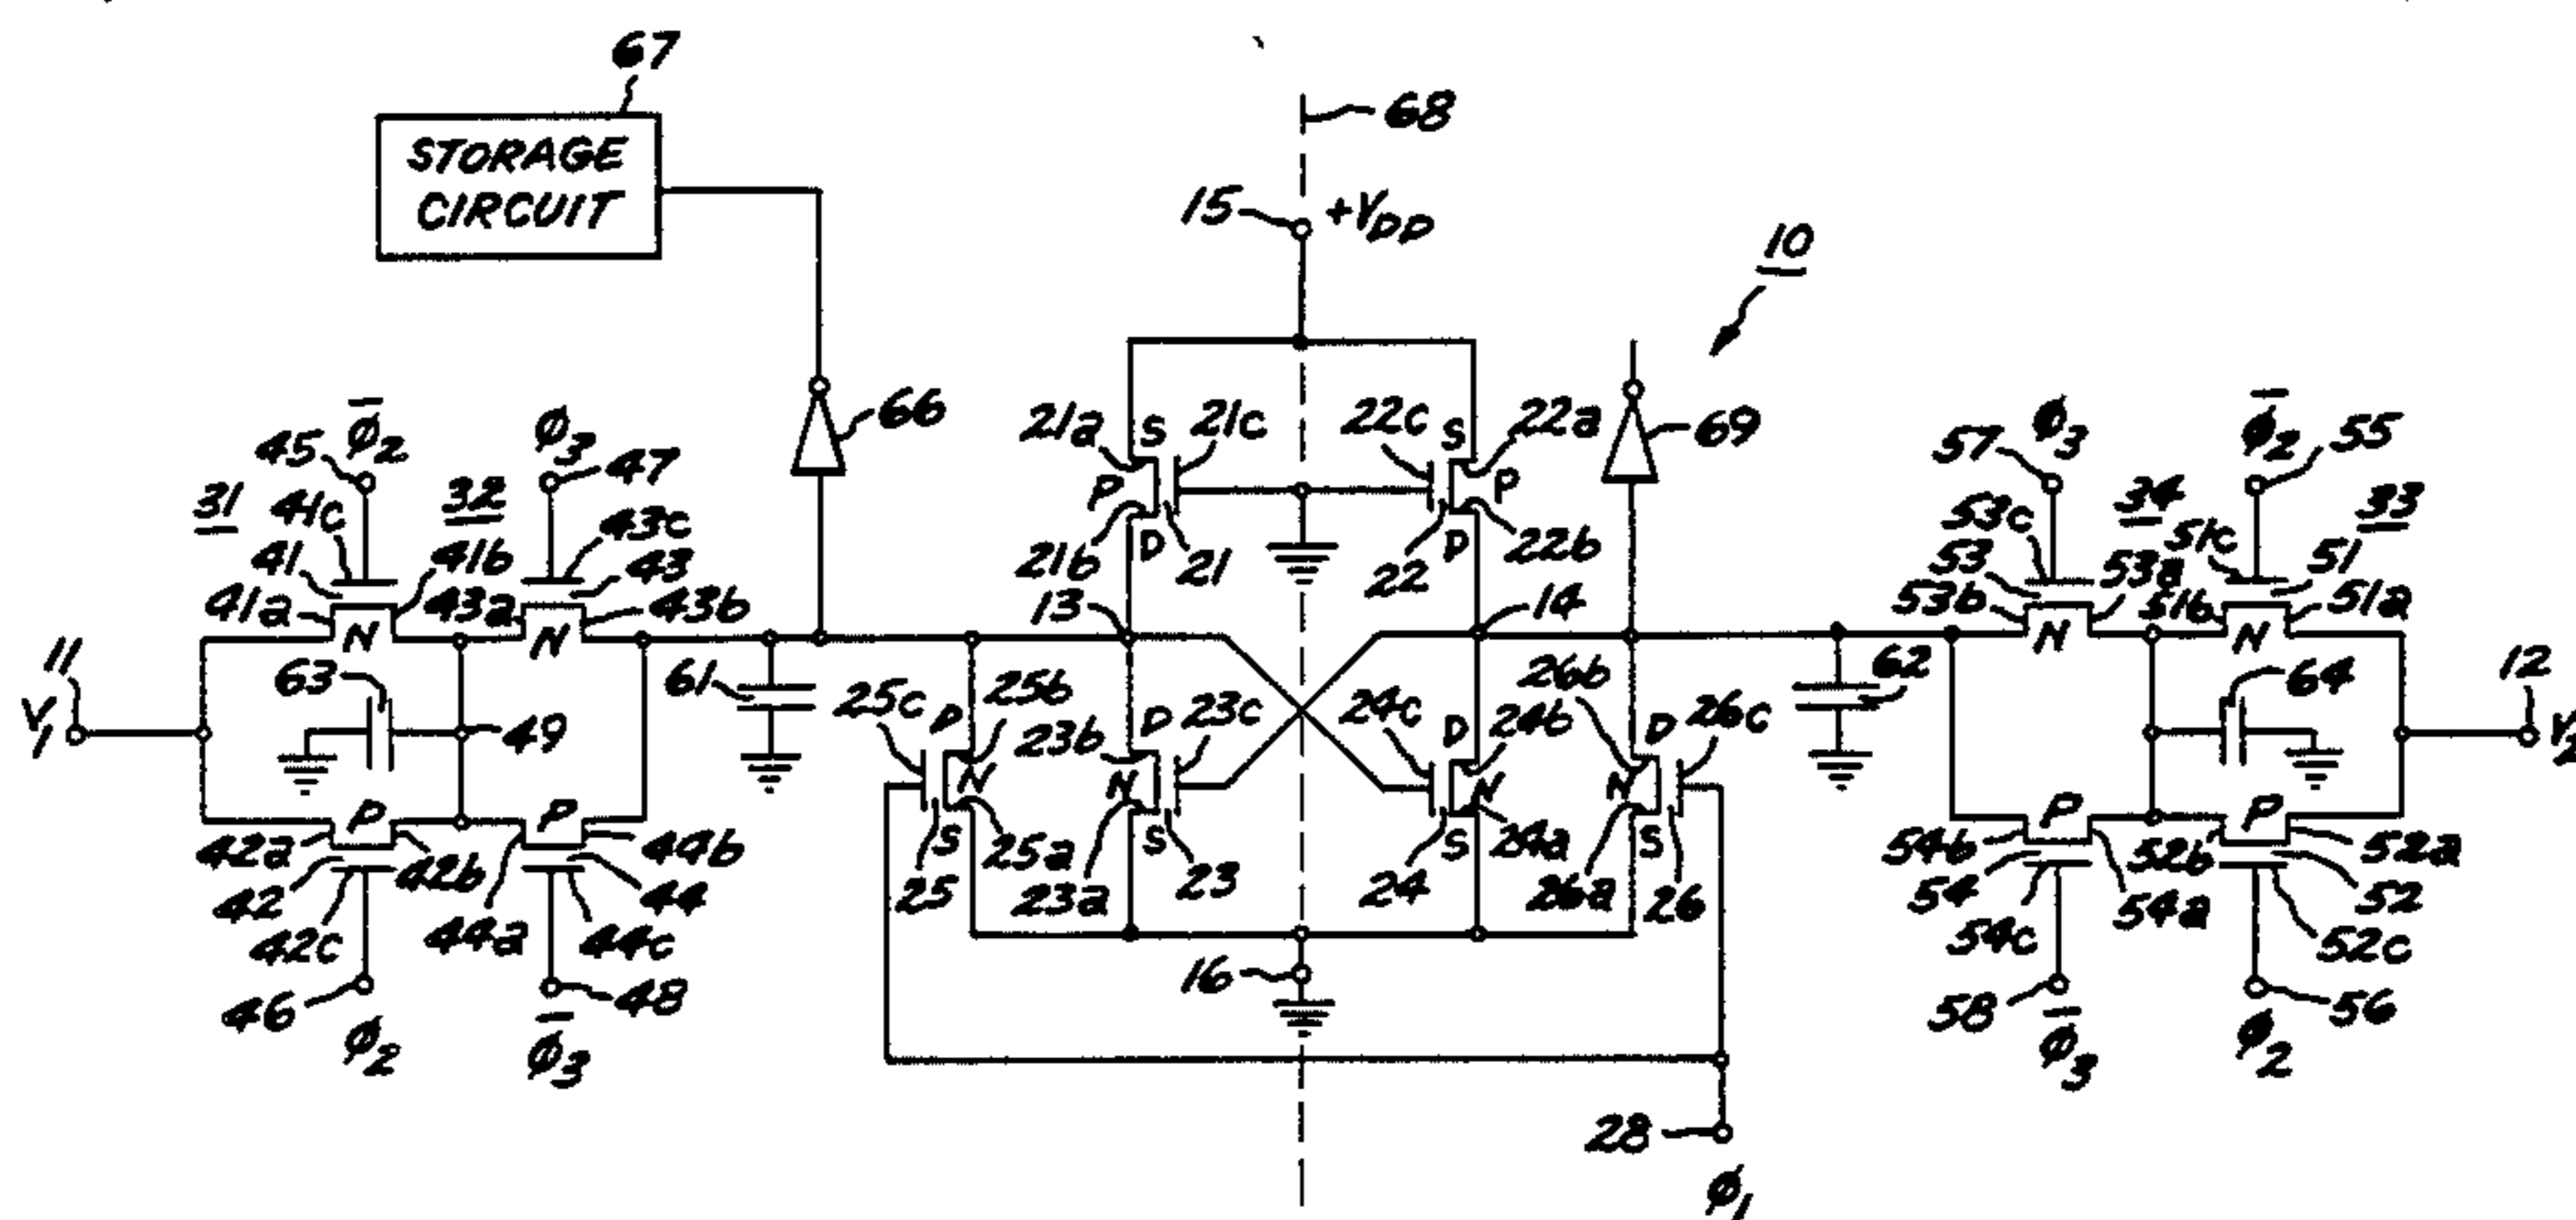 67
STORAGE
CIRCUIT
68
15
+VDD
10
66
69
21a
S
21c
22c
S
22a
P
P
21b
D
21
22
D
22b
13
14
45
φ̅2
φ3
47
31
41c
32
43c
41
41b
43
41a
43a
43b
N
N
11
V1
63
49
61
42a
P
42b
P
44b
42
44
42c
44a
44c
46
φ2
φ̅3
48
25c
D
25b
N
S
25a
25
23b
D
23c
N
23a
S
23
24c
D
24b
N
S
24a
24
26b
D
26c
N
26a
S
26
16
28
φ1
57
φ3
φ̅2
55
53c
34
51c
33
53
53a
51
53b
51b
51a
N
N
62
64
12
V2
54b
P
52b
P
52a
54
52
54c
54a
52c
58
φ̅3
φ2
56